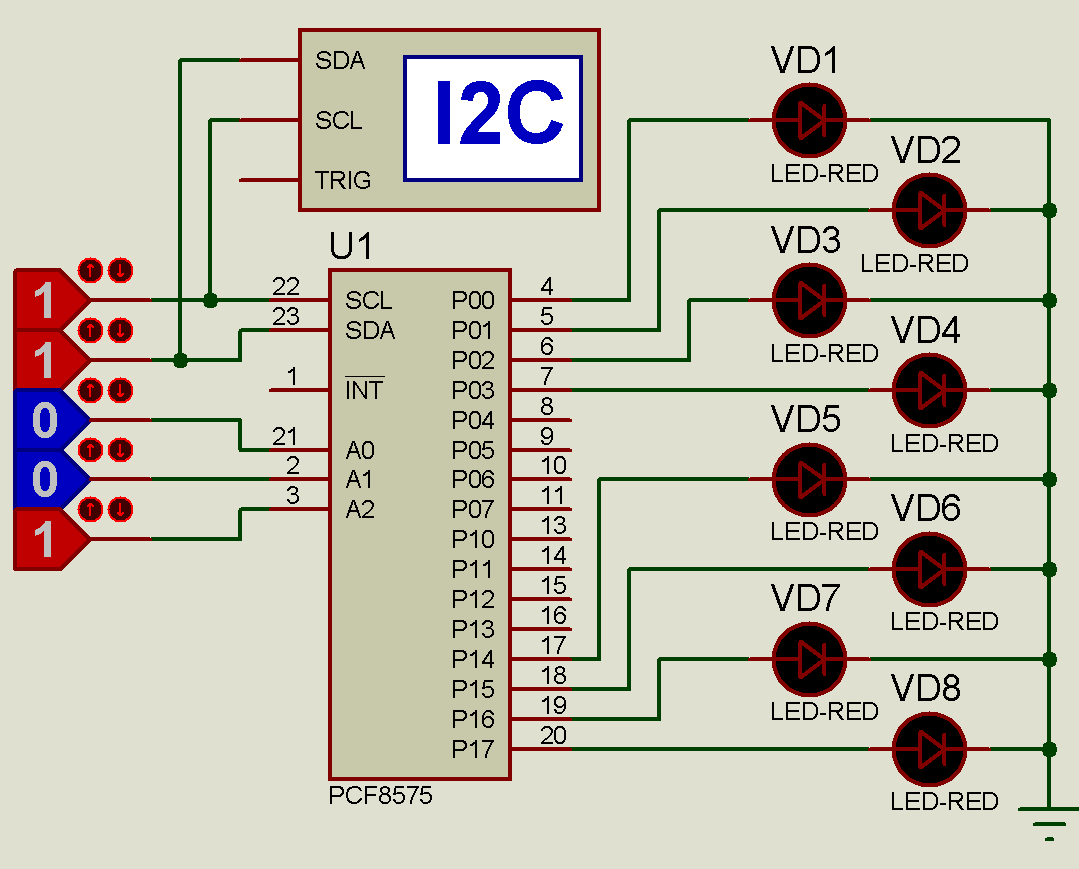 SDA
SCL
TRIG
I2C
U1
22 SCL P00 4
23 SDA P01 5
P02 6
1 INT P03 7
P04 8
21 A0 P05 9
2 A1 P06 10
3 A2 P07 11
P10 13
P11 14
P12 15
P13 16
P14 17
P15 18
P16 19
P17 20
PCF8575
1
1
0
0
1
VD1
LED-RED
VD2
LED-RED
VD3
LED-RED
VD4
LED-RED
VD5
LED-RED
VD6
LED-RED
VD7
LED-RED
VD8
LED-RED